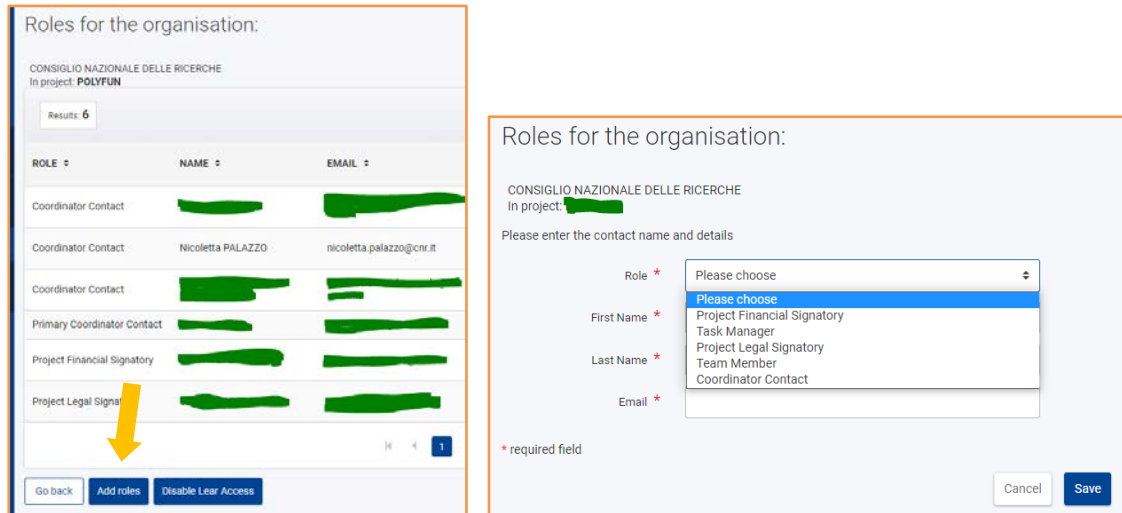 Roles for the organisation:
CONSIGLIO NAZIONALE DELLE RICERCHE
In project: POLYFUN
Results: 6
ROLE NAME EMAIL
Coordinator Contact
Coordinator Contact Nicoletta PALAZZO nicoletta.palazzo@cnr.it
Coordinator Contact
Primary Coordinator Contact
Project Financial Signatory
Project Legal
1
Go back Add roles Disable Lear Access
Roles for the organisation:
CONSIGLIO NAZIONALE DELLE RICERCHE
In project:
Please enter the contact name and details
Role * Please choose
Please choose
First Name * Project Financial Signatory
Task Manager
Project Legal Signatory
Last Name * Team Member
Coordinator Contact
Email *
* required field
Cancel Save